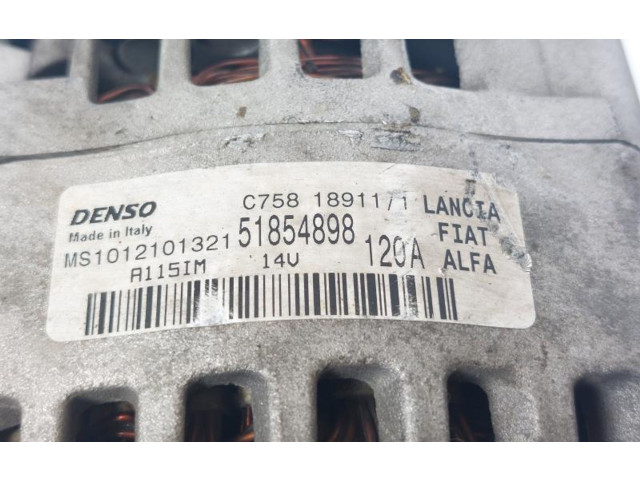 DENSO C758 18911/1 LANCIA
Made in Italy 51854898 FIAT
MS1012101321 120A ALFA
A115IM 14V